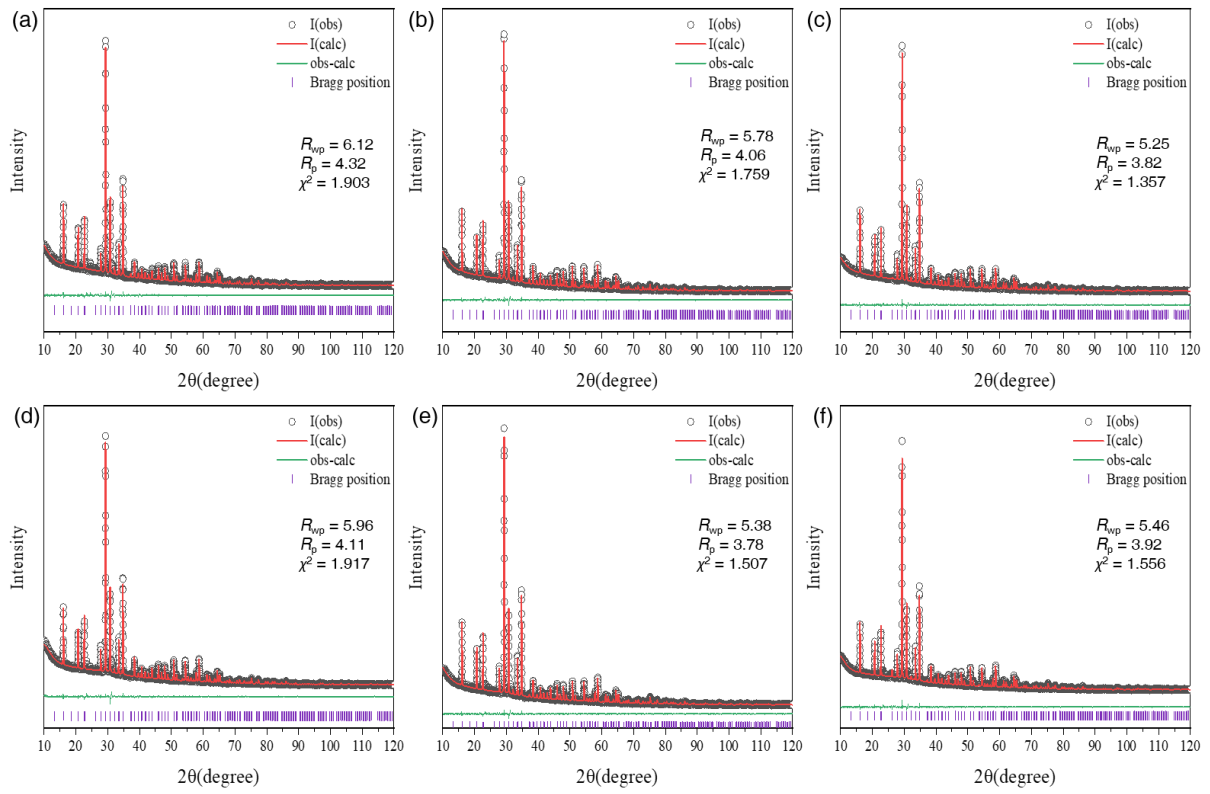 (a)
I(obs)
I(calc)
obs-calc
Bragg position
Rwp = 6.12
Rp = 4.32
χ² = 1.903
Intensity
10 20 30 40 50 60 70 80 90 100 110 120
2θ(degree)
(b)
I(obs)
I(calc)
obs-calc
Bragg position
Rwp = 5.78
Rp = 4.06
χ² = 1.759
Intensity
10 20 30 40 50 60 70 80 90 100 110 120
2θ(degree)
(c)
I(obs)
I(calc)
obs-calc
Bragg position
Rwp = 5.25
Rp = 3.82
χ² = 1.357
Intensity
10 20 30 40 50 60 70 80 90 100 110 120
2θ(degree)
(d)
I(obs)
I(calc)
obs-calc
Bragg position
Rwp = 5.96
Rp = 4.11
χ² = 1.917
Intensity
10 20 30 40 50 60 70 80 90 100 110 120
2θ(degree)
(e)
I(obs)
I(calc)
obs-calc
Bragg position
Rwp = 5.38
Rp = 3.78
χ² = 1.507
Intensity
10 20 30 40 50 60 70 80 90 100 110 120
2θ(degree)
(f)
I(obs)
I(calc)
obs-calc
Bragg position
Rwp = 5.46
Rp = 3.92
χ² = 1.556
Intensity
10 20 30 40 50 60 70 80 90 100 110 120
2θ(degree)